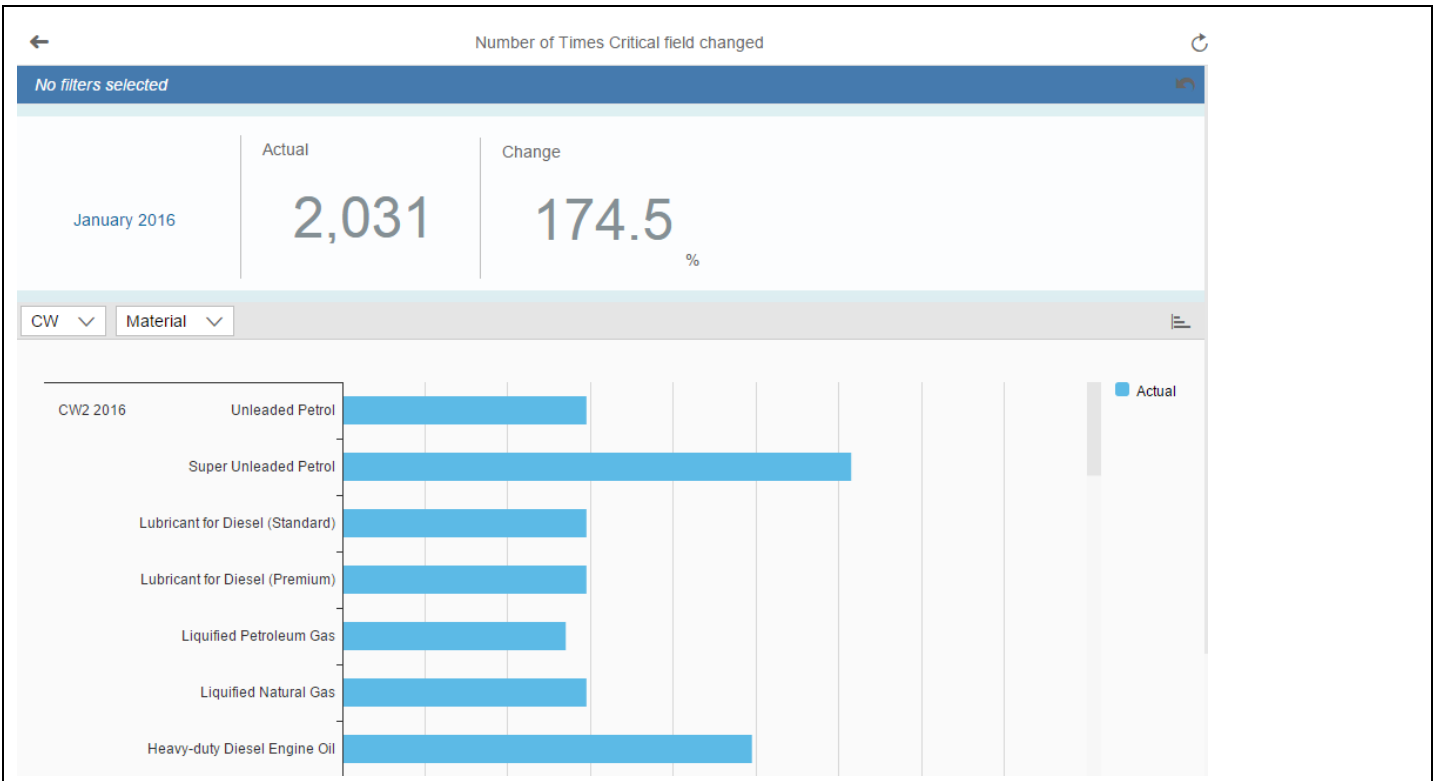 Number of Times Critical field changed
No filters selected
January 2016
Actual
2,031
Change
174.5
%
CW
Material
Actual
CW2 2016
Unleaded Petrol
Super Unleaded Petrol
Lubricant for Diesel (Standard)
Lubricant for Diesel (Premium)
Liquified Petroleum Gas
Liquified Natural Gas
Heavy-duty Diesel Engine Oil